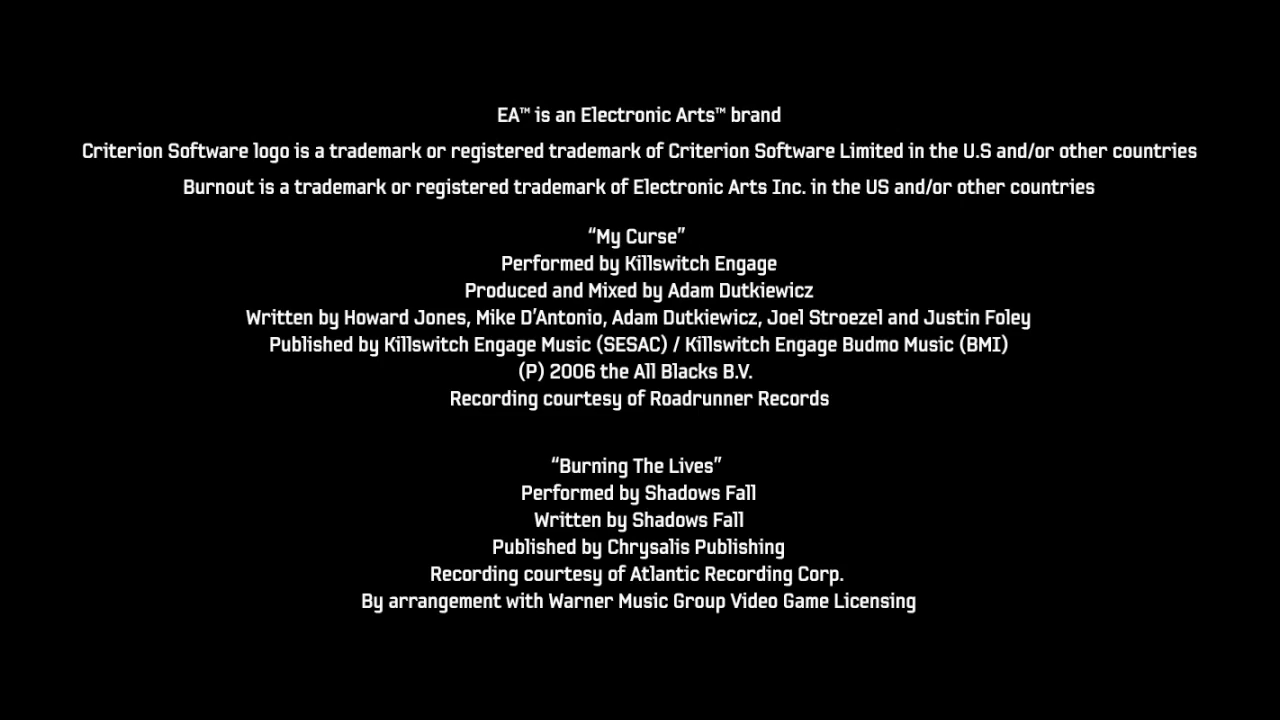 EA™ is an Electronic Arts™ brand
Criterion Software logo is a trademark or registered trademark of Criterion Software Limited in the U.S and/or other countries
Burnout is a trademark or registered trademark of Electronic Arts Inc. in the US and/or other countries
“My Curse”
Performed by Killswitch Engage
Produced and Mixed by Adam Dutkiewicz
Written by Howard Jones, Mike D’Antonio, Adam Dutkiewicz, Joel Stroezel and Justin Foley
Published by Killswitch Engage Music (SESAC) / Killswitch Engage Budmo Music (BMI)
(P) 2006 the All Blacks B.V.
Recording courtesy of Roadrunner Records
“Burning The Lives”
Performed by Shadows Fall
Written by Shadows Fall
Published by Chrysalis Publishing
Recording courtesy of Atlantic Recording Corp.
By arrangement with Warner Music Group Video Game Licensing